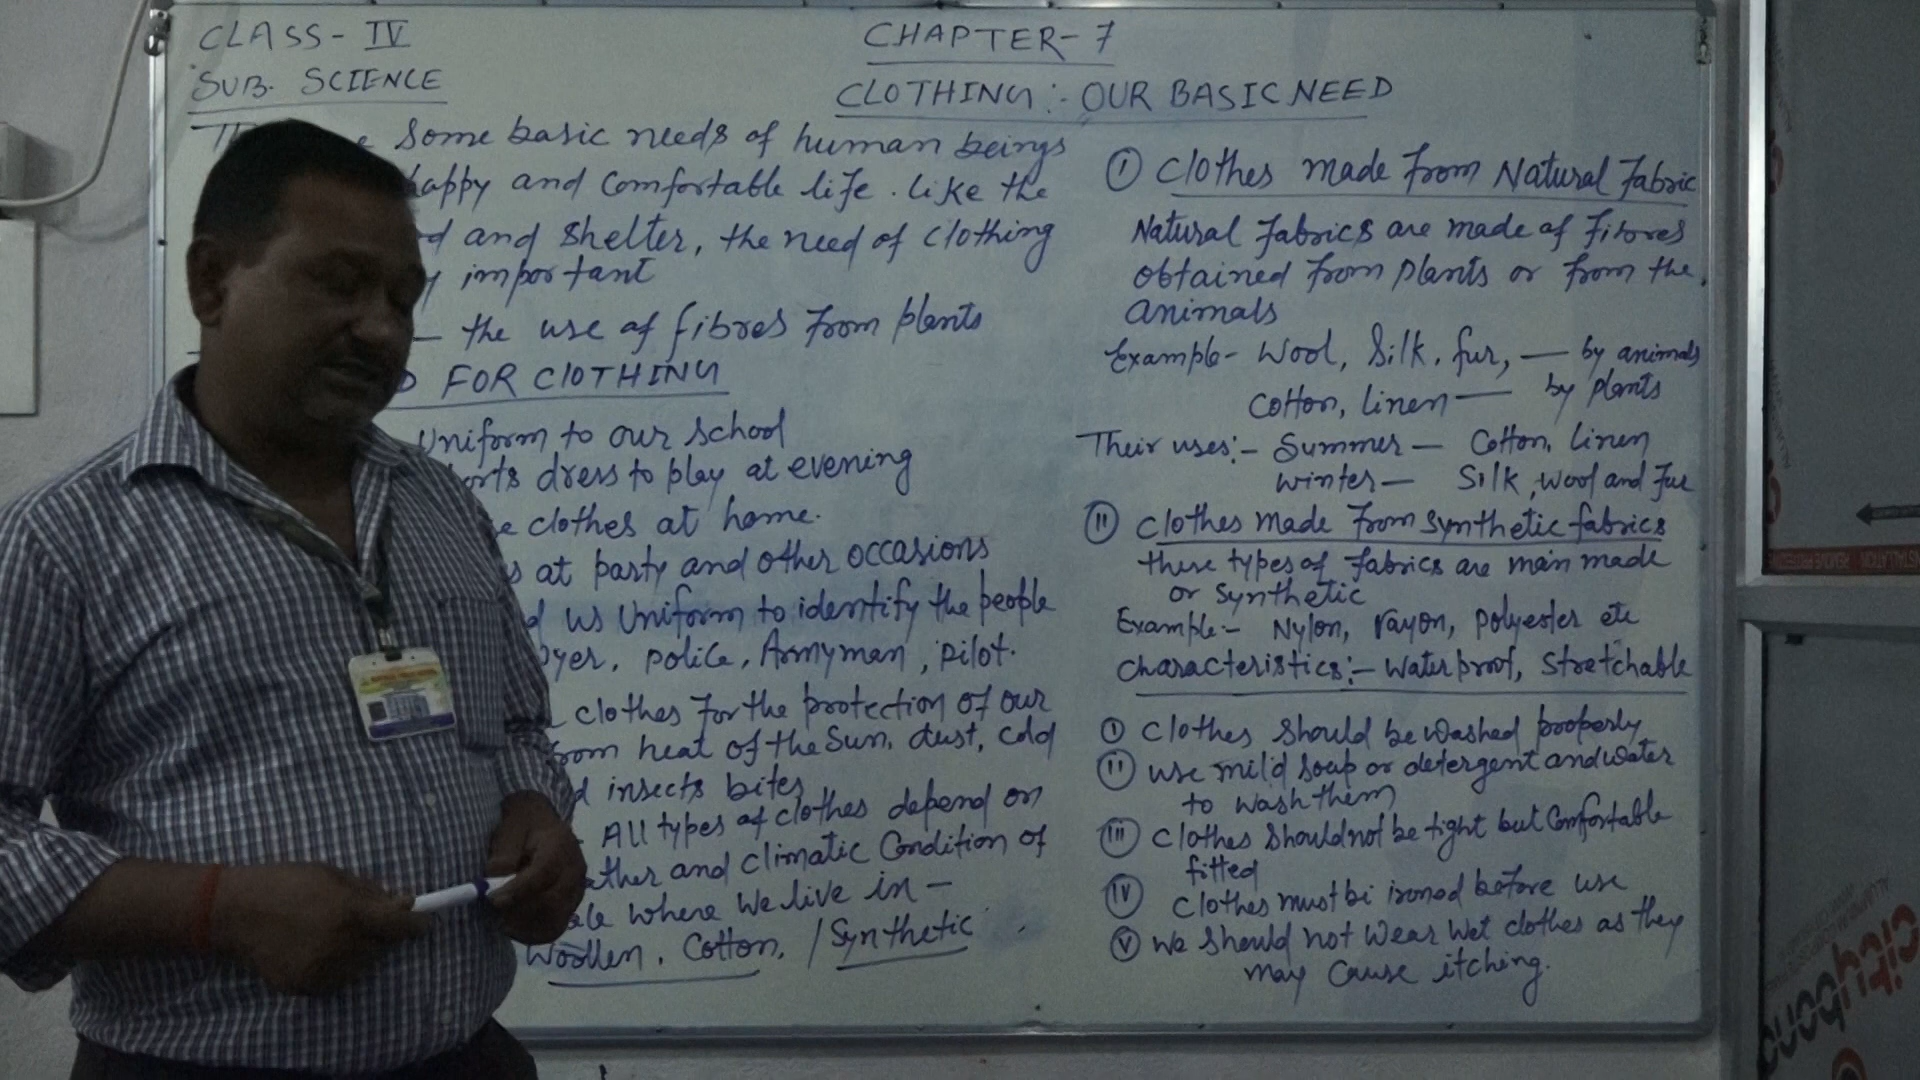 CLASS- IV
SUB. SCIENCE
CHAPTER-7
CLOTHING:- OUR BASIC NEED
Some basic needs of human beings
happy and Comfortable life. like the
and Shelter, the need of clothing
important
— the use of fibres from plants
FOR CLOTHING
Uniform to our school
dress to play at evening
clothes at home.
at party and other occasions
us Uniform to identify the people
police, Armyman, pilot.
clothes for the protection of our
heat of the Sun, dust, cold
insects bites
All types of clothes depend on
and climatic Condition of
where we live in —
Woollen, Cotton, / Synthetic
I Clothes made from Natural Fabric
Natural Fabrics are made of Fibres
obtained from plants or from the
animals
Example- Wool, Silk, fur, — by animals
Cotton, linen — by plants
Their uses:- Summer — Cotton, linen
winter — Silk, wool and Fur
II Clothes made from synthetic fabrics
these types of fabrics are man made
or Synthetic
Example:- Nylon, rayon, polyester etc
Characteristics:- Waterproof, Stretchable
I Clothes should be washed properly
II use mild soap or detergent and water
to wash them
III Clothes should not be tight but Comfortable
fitted
IV Clothes must bi ironed before use
V We should not wear wet clothes as they
may cause itching.